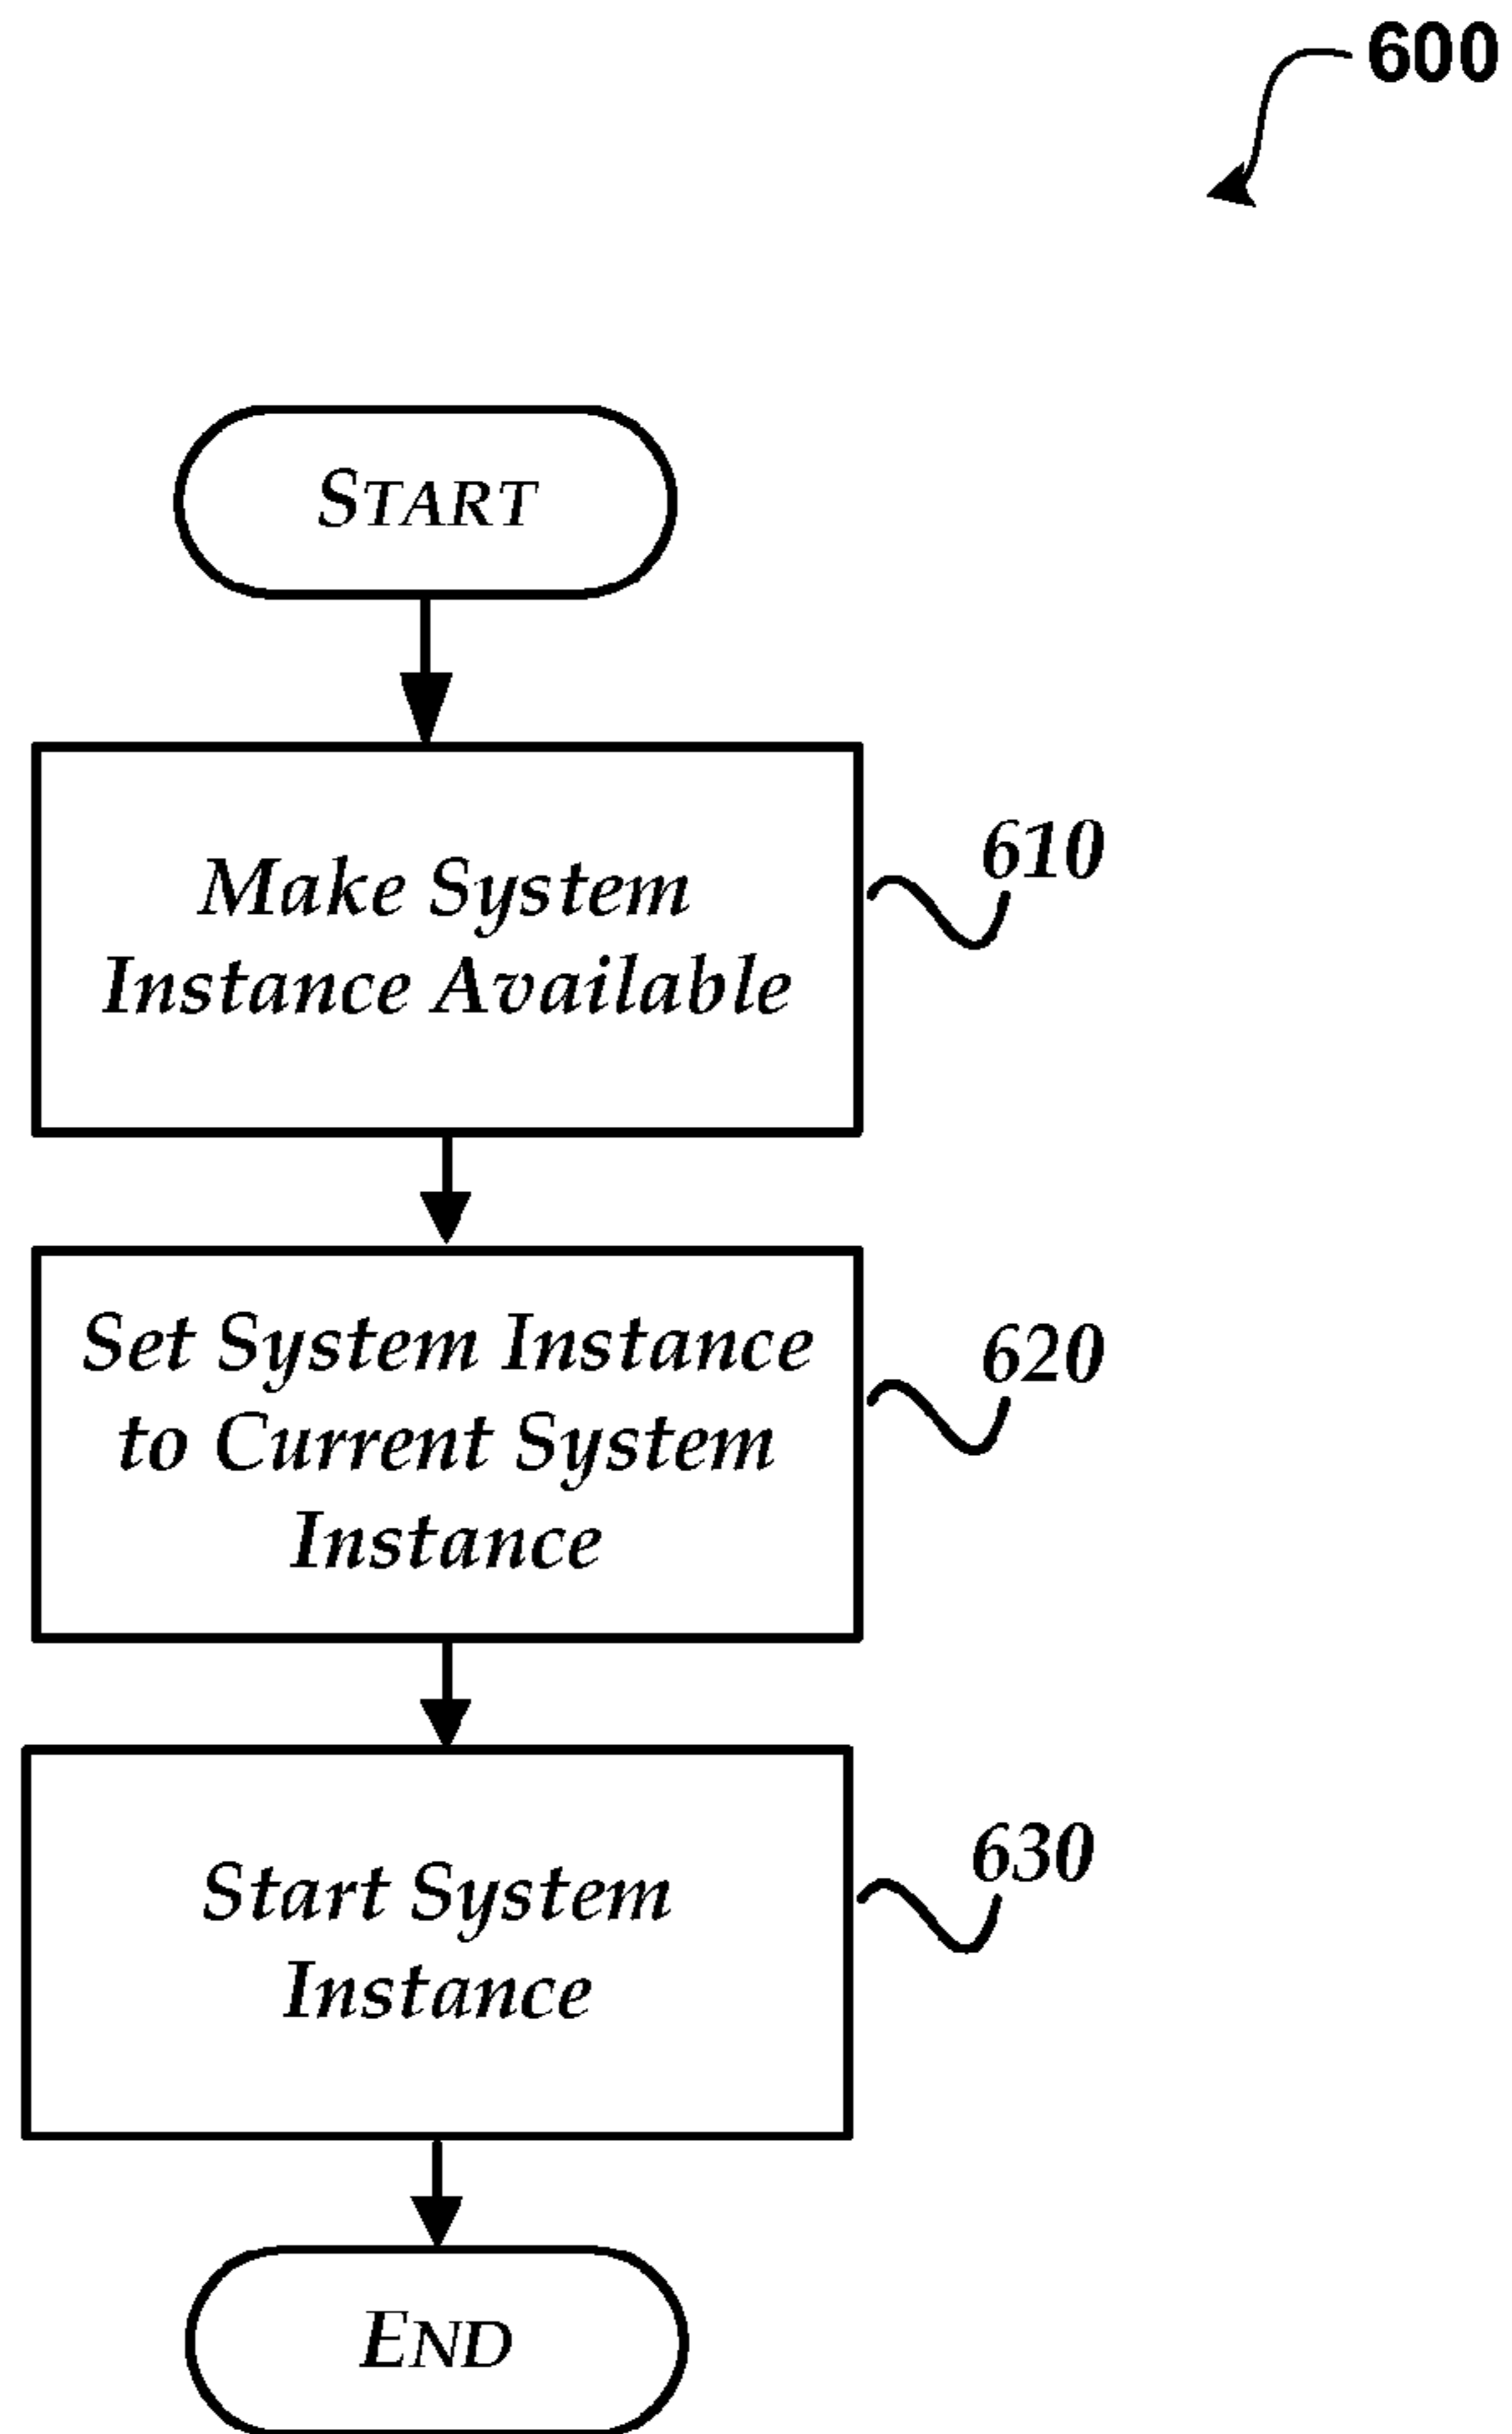 600
START
Make System
Instance Available
610
Set System Instance
to Current System
Instance
620
Start System
Instance
630
END